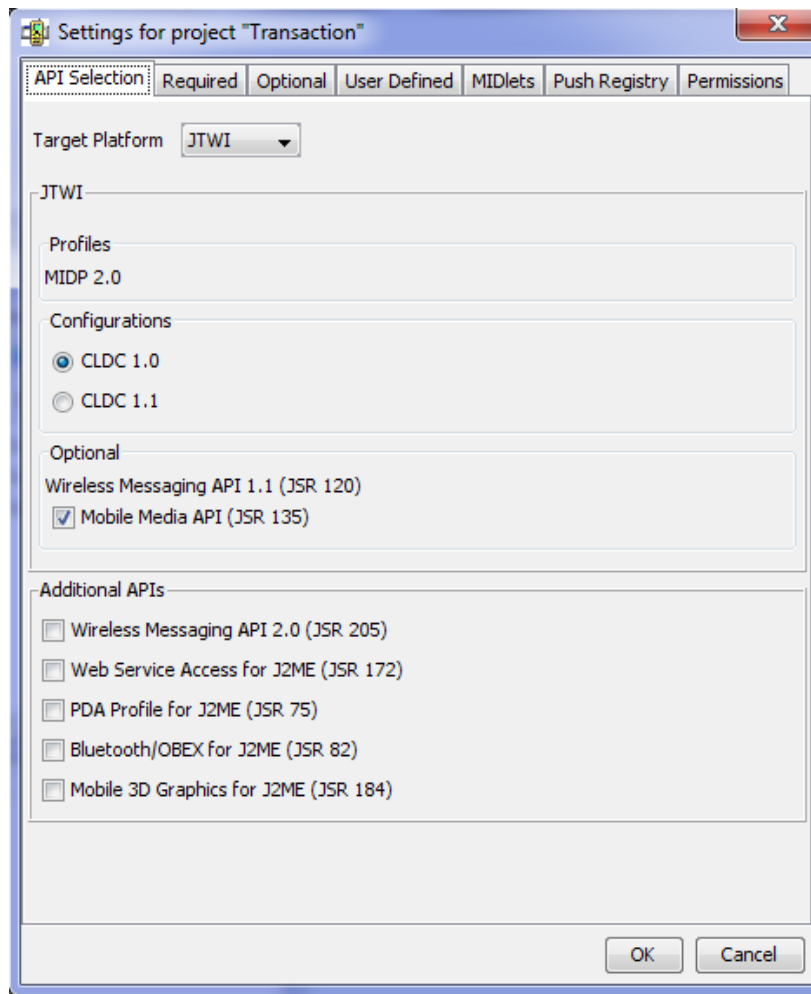 Settings for project "Transaction"
API Selection Required Optional User Defined MIDlets Push Registry Permissions
Target Platform JTWI
JTWI
Profiles
MIDP 2.0
Configurations
CLDC 1.0
CLDC 1.1
Optional
Wireless Messaging API 1.1 (JSR 120)
Mobile Media API (JSR 135)
Additional APIs
Wireless Messaging API 2.0 (JSR 205)
Web Service Access for J2ME (JSR 172)
PDA Profile for J2ME (JSR 75)
Bluetooth/OBEX for J2ME (JSR 82)
Mobile 3D Graphics for J2ME (JSR 184)
OK Cancel